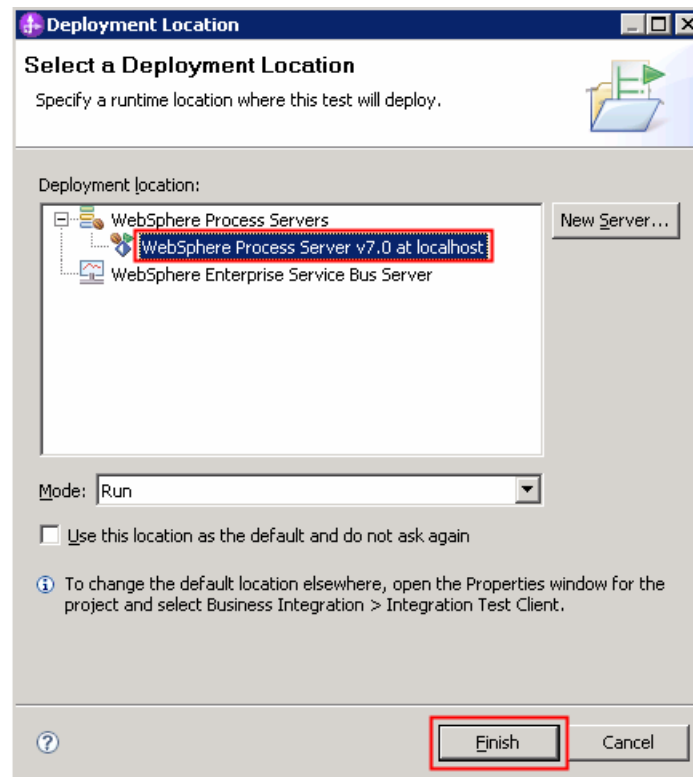 Deployment Location
Select a Deployment Location
Specify a runtime location where this test will deploy.
Deployment location:
WebSphere Process Servers
New Server...
WebSphere Process Server v7.0 at localhost
WebSphere Enterprise Service Bus Server
Mode: Run
Use this location as the default and do not ask again
To change the default location elsewhere, open the Properties window for the
project and select Business Integration > Integration Test Client.
Finish
Cancel